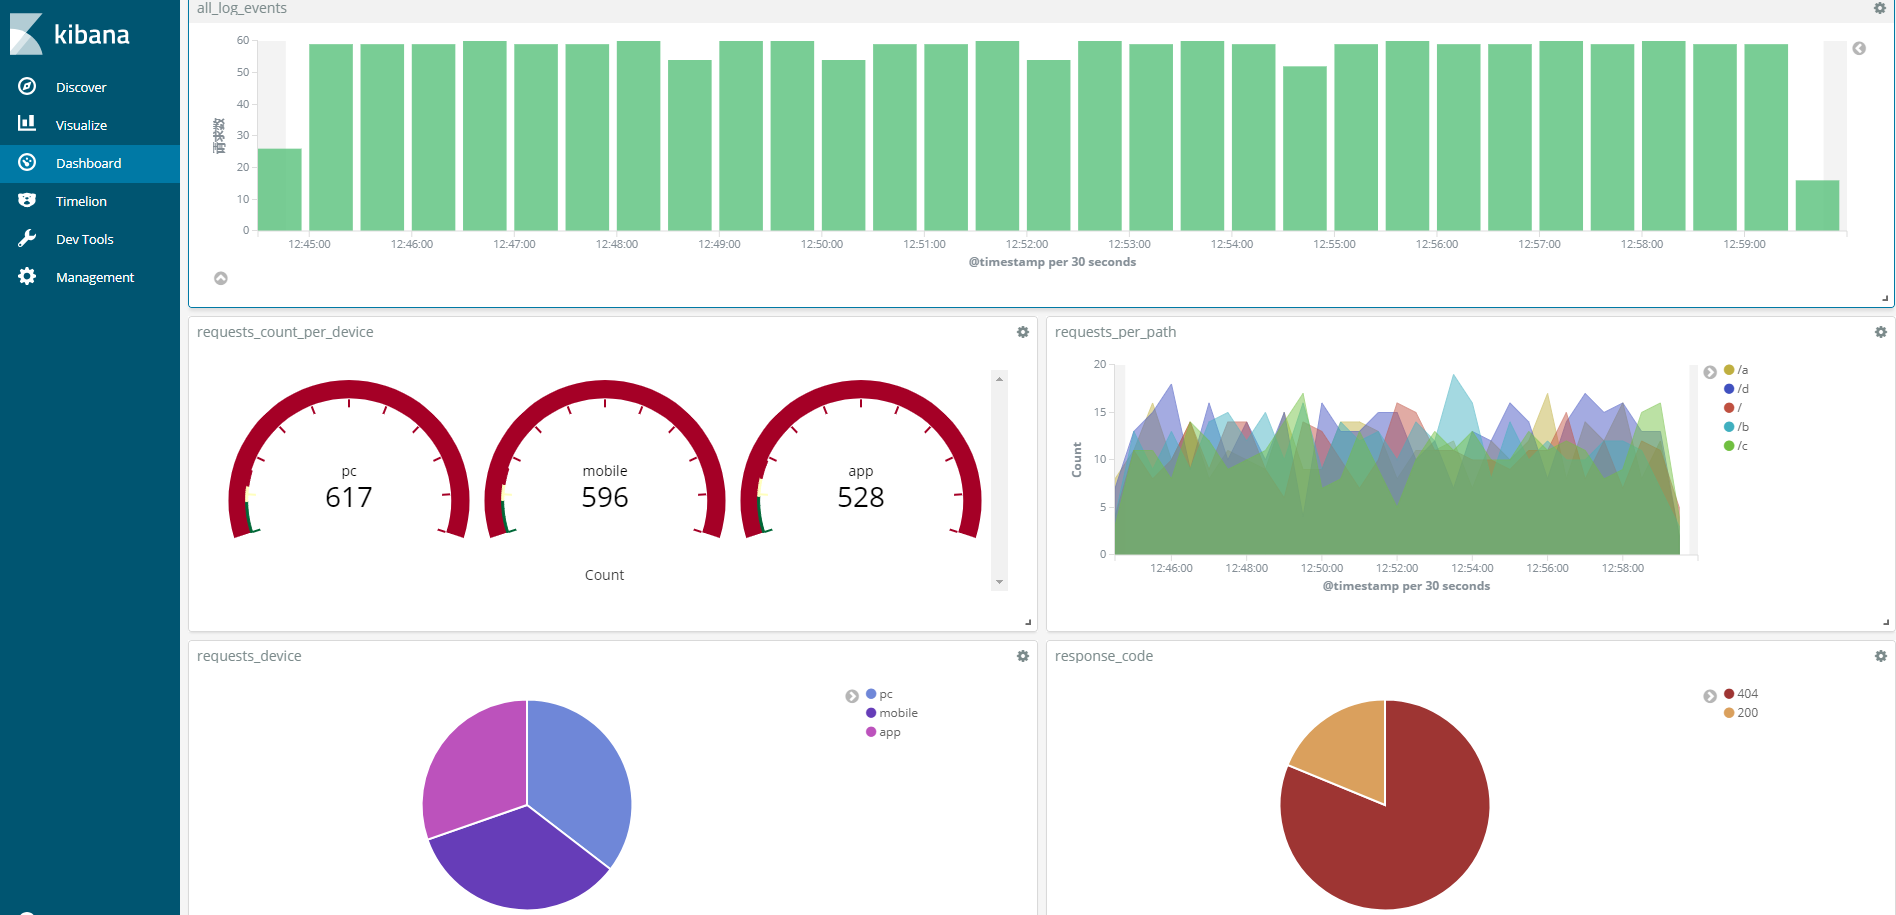 kibana
Discover
Visualize
Dashboard
Timelion
Dev Tools
Management
all_log_events
60
50
40
30
20
10
0
请求数
12:45:00 12:46:00 12:47:00 12:48:00 12:49:00 12:50:00 12:51:00 12:52:00 12:53:00 12:54:00 12:55:00 12:56:00 12:57:00 12:58:00 12:59:00
@timestamp per 30 seconds
requests_count_per_device
pc
617
mobile
596
app
528
Count
requests_per_path
20
15
10
5
0
Count
12:46:00 12:48:00 12:50:00 12:52:00 12:54:00 12:56:00 12:58:00
@timestamp per 30 seconds
/a
/d
/
/b
/c
requests_device
pc
mobile
app
response_code
404
200